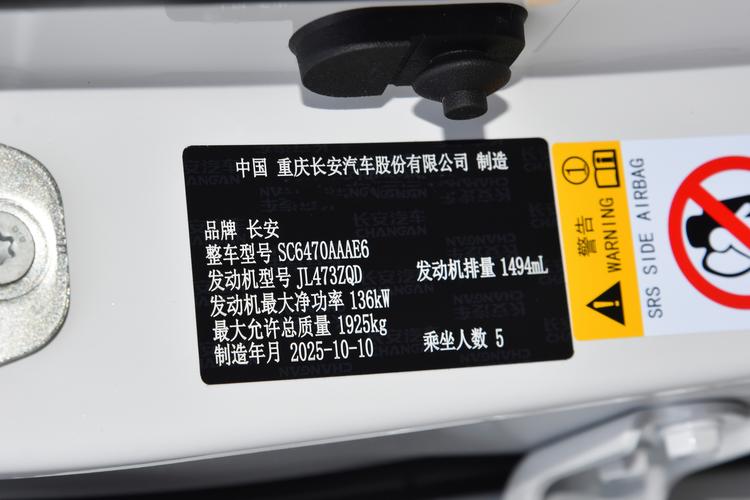 中国 重庆长安汽车股份有限公司 制造
品牌 长安
整车型号 SC6470AAAE6
发动机型号 JL473ZQD 发动机排量 1494mL
发动机最大净功率 136kW
最大允许总质量 1925kg
制造年月 2025-10-10 乘坐人数 5
警告
WARNING
SRS SIDE AIRBAG